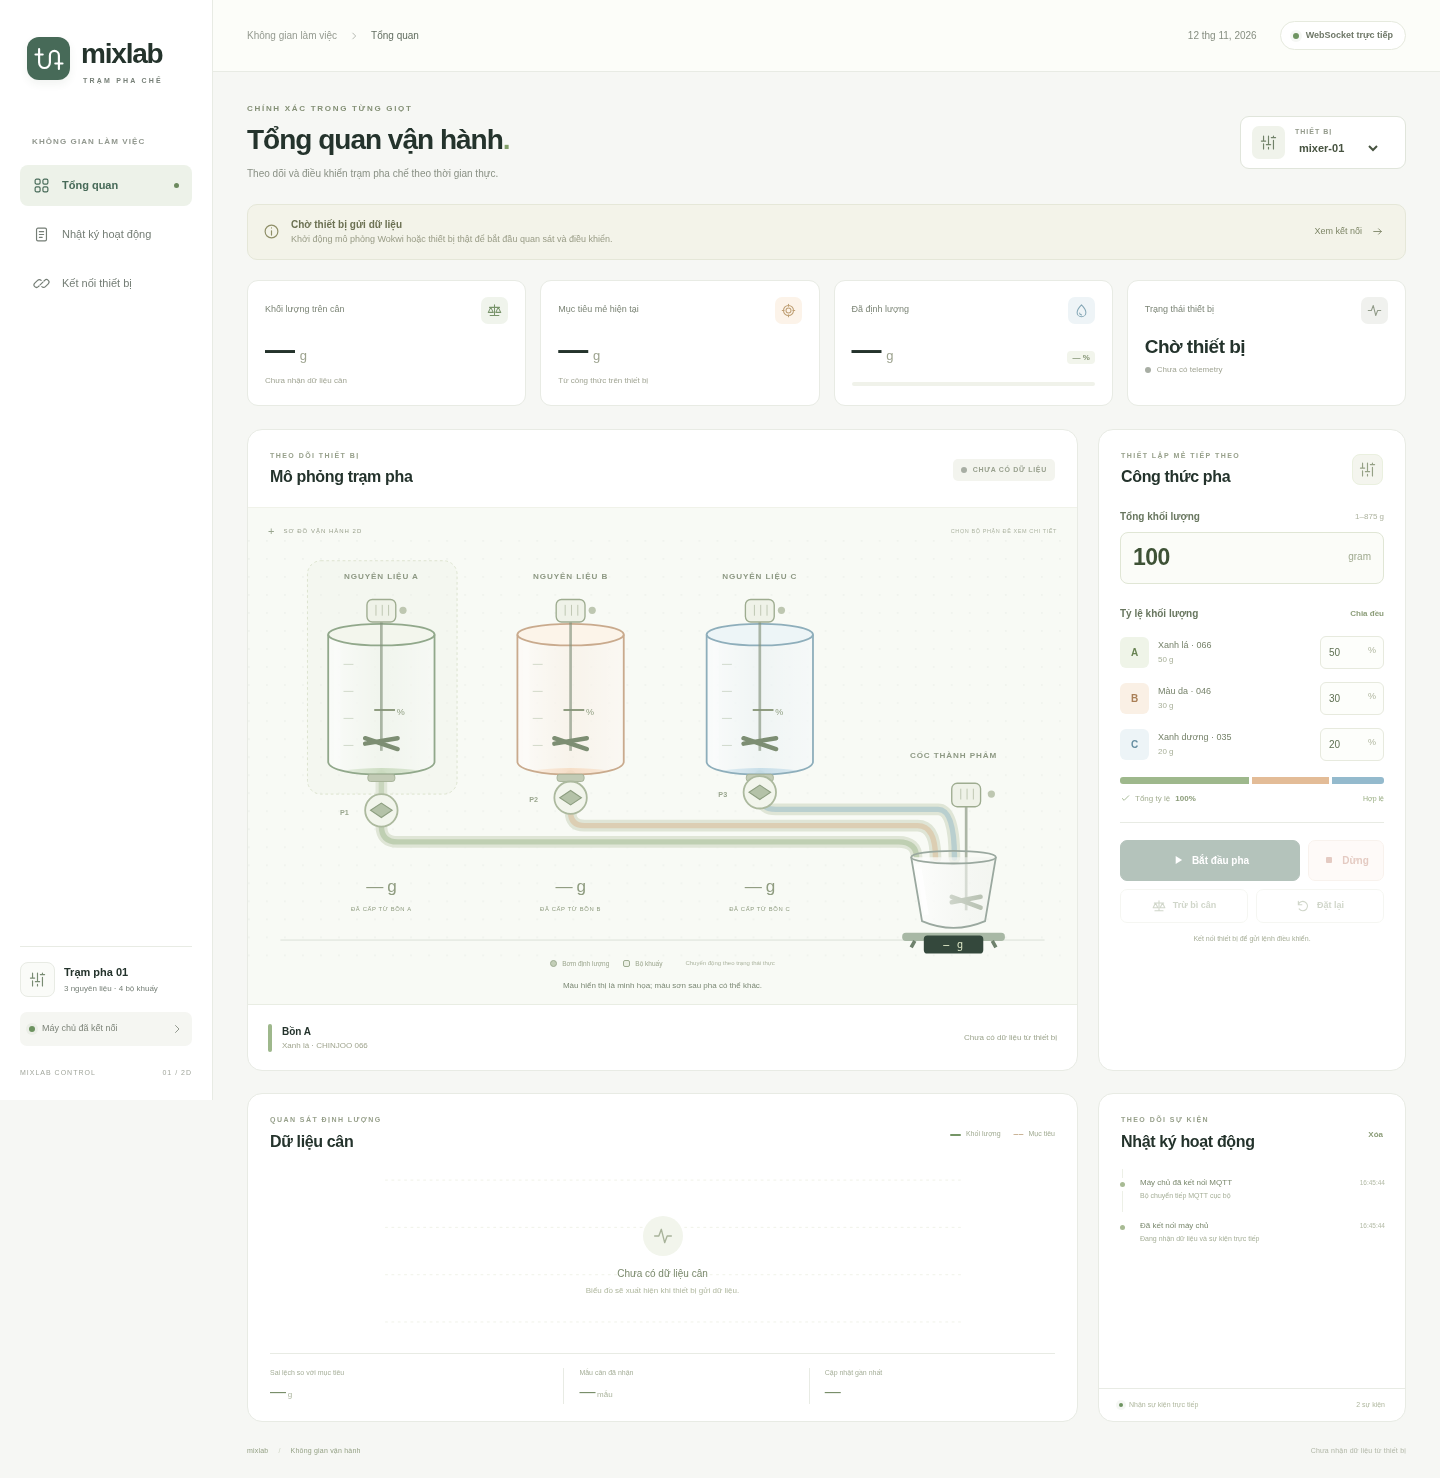 mixlab
TRẠM PHA CHẾ
KHÔNG GIAN LÀM VIỆC
Tổng quan
Nhật ký hoạt động
Kết nối thiết bị
Trạm pha 01
3 nguyên liệu · 4 bộ khuấy
Máy chủ đã kết nối
MIXLAB CONTROL
01 / 2D
Không gian làm việc
Tổng quan
12 thg 11, 2026
WebSocket trực tiếp
CHÍNH XÁC TRONG TỪNG GIỌT
Tổng quan vận hành.
Theo dõi và điều khiển trạm pha chế theo thời gian thực.
THIẾT BỊ
mixer-01
Chờ thiết bị gửi dữ liệu
Khởi động mô phỏng Wokwi hoặc thiết bị thật để bắt đầu quan sát và điều khiển.
Xem kết nối
Khối lượng trên cân
— g
Chưa nhận dữ liệu cân
Mục tiêu mẻ hiện tại
— g
Từ công thức trên thiết bị
Đã định lượng
— g
— %
Trạng thái thiết bị
Chờ thiết bị
Chưa có telemetry
THEO DÕI THIẾT BỊ
Mô phỏng trạm pha
CHƯA CÓ DỮ LIỆU
SƠ ĐỒ VẬN HÀNH 2D
CHỌN BỘ PHẬN ĐỂ XEM CHI TIẾT
NGUYÊN LIỆU A
NGUYÊN LIỆU B
NGUYÊN LIỆU C
— %
— %
— %
CỐC THÀNH PHẨM
P1
P2
P3
— g
— g
— g
ĐÃ CẤP TỪ BỒN A
ĐÃ CẤP TỪ BỒN B
ĐÃ CẤP TỪ BỒN C
— g
Bơm định lượng
Bộ khuấy
Chuyển động theo trạng thái thực
Màu hiển thị là minh họa; màu sơn sau pha có thể khác.
Bồn A
Xanh lá · CHINJOO 066
Chưa có dữ liệu từ thiết bị
THIẾT LẬP MẺ TIẾP THEO
Công thức pha
Tổng khối lượng
1–875 g
100
gram
Tỷ lệ khối lượng
Chia đều
A
Xanh lá · 066
50 g
50 %
B
Màu da · 046
30 g
30 %
C
Xanh dương · 035
20 g
20 %
Tổng tỷ lệ 100%
Hợp lệ
Bắt đầu pha
Dừng
Trừ bì cân
Đặt lại
Kết nối thiết bị để gửi lệnh điều khiển.
QUAN SÁT ĐỊNH LƯỢNG
Dữ liệu cân
Khối lượng
Mục tiêu
Chưa có dữ liệu cân
Biểu đồ sẽ xuất hiện khi thiết bị gửi dữ liệu.
Sai lệch so với mục tiêu
— g
Mẫu cân đã nhận
— mẫu
Cập nhật gần nhất
—
THEO DÕI SỰ KIỆN
Nhật ký hoạt động
Xóa
Máy chủ đã kết nối MQTT
16:45:44
Bộ chuyển tiếp MQTT cục bộ
Đã kết nối máy chủ
16:45:44
Đang nhận dữ liệu và sự kiện trực tiếp
Nhận sự kiện trực tiếp
2 sự kiện
mixlab / Không gian vận hành
Chưa nhận dữ liệu từ thiết bị